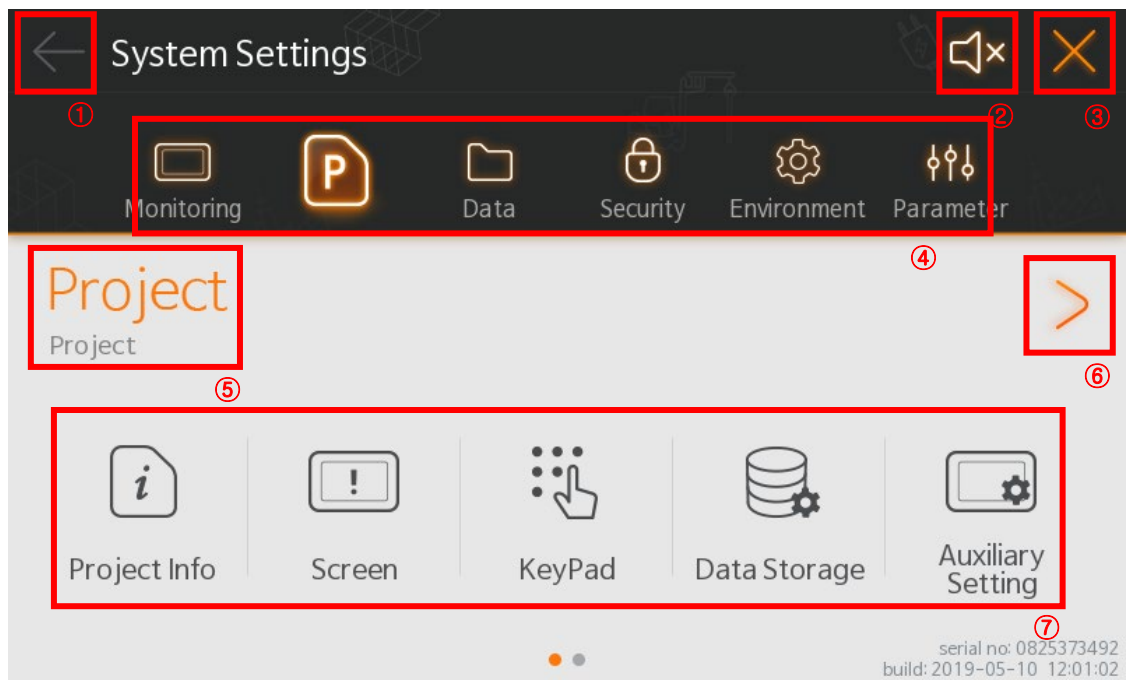 System Settings
①
②
③
P
Monitoring
Data
Security
Environment
Parameter
④
Project
Project
⑤
⑥
i
!
Project Info
Screen
KeyPad
Data Storage
Auxiliary
Setting
⑦
serial no: 0825373492
build: 2019-05-10 12:01:02